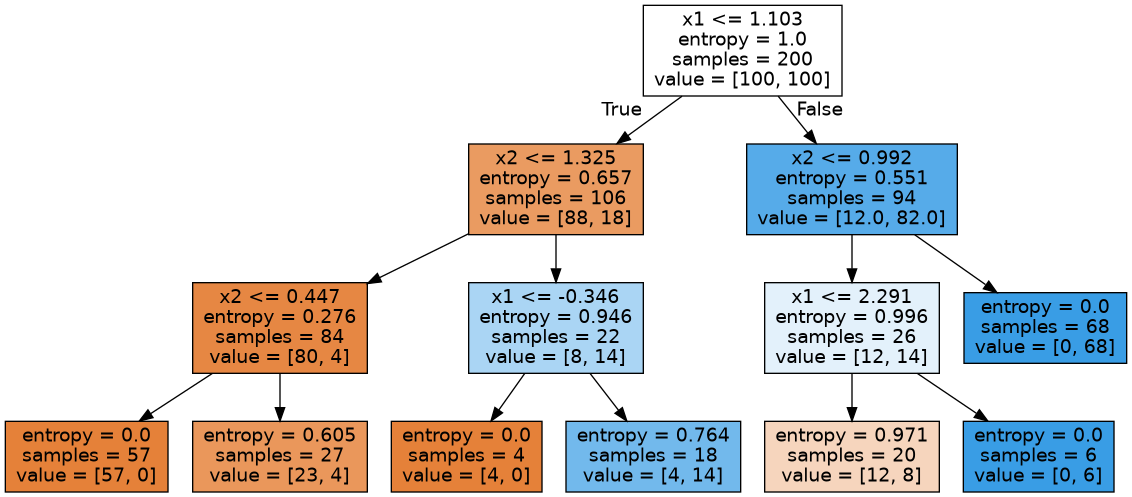 x1 <= 1.103
entropy = 1.0
samples = 200
value = [100, 100]
True
False
x2 <= 1.325
entropy = 0.657
samples = 106
value = [88, 18]
x2 <= 0.992
entropy = 0.551
samples = 94
value = [12.0, 82.0]
x2 <= 0.447
entropy = 0.276
samples = 84
value = [80, 4]
x1 <= -0.346
entropy = 0.946
samples = 22
value = [8, 14]
x1 <= 2.291
entropy = 0.996
samples = 26
value = [12, 14]
entropy = 0.0
samples = 68
value = [0, 68]
entropy = 0.0
samples = 57
value = [57, 0]
entropy = 0.605
samples = 27
value = [23, 4]
entropy = 0.0
samples = 4
value = [4, 0]
entropy = 0.764
samples = 18
value = [4, 14]
entropy = 0.971
samples = 20
value = [12, 8]
entropy = 0.0
samples = 6
value = [0, 6]